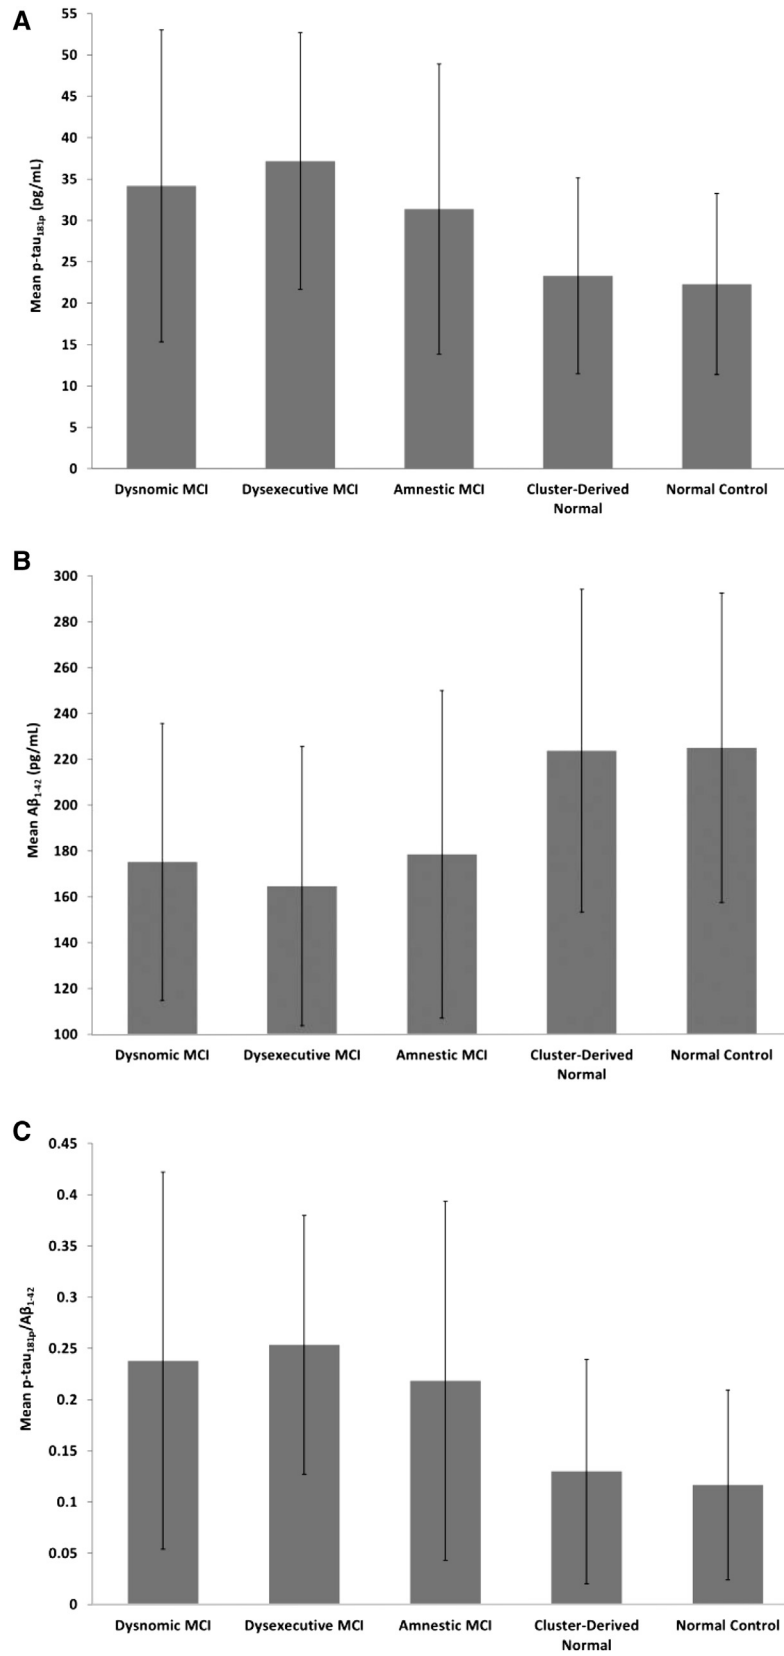 A
55
50
45
40
35
30
25
20
15
10
5
0
Mean p-tau181p (pg/mL)
Dysnomic MCI Dysexecutive MCI Amnestic MCI Cluster-Derived Normal Control
Normal
B
300
280
260
240
220
200
180
160
140
120
100
Mean Aβ1-42 (pg/mL)
Dysnomic MCI Dysexecutive MCI Amnestic MCI Cluster-Derived Normal Control
Normal
C
0.45
0.4
0.35
0.3
0.25
0.2
0.15
0.1
0.05
0
Mean p-tau181p/Aβ1-42
Dysnomic MCI Dysexecutive MCI Amnestic MCI Cluster-Derived Normal Control
Normal